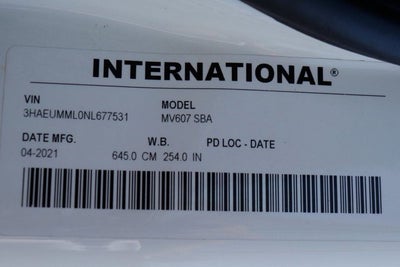 INTERNATIONAL®
VIN MODEL
3HAEUMML0NL677531 MV607 SBA
DATE MFG. W.B. PD LOC - DATE
04-2021 645.0 CM 254.0 IN